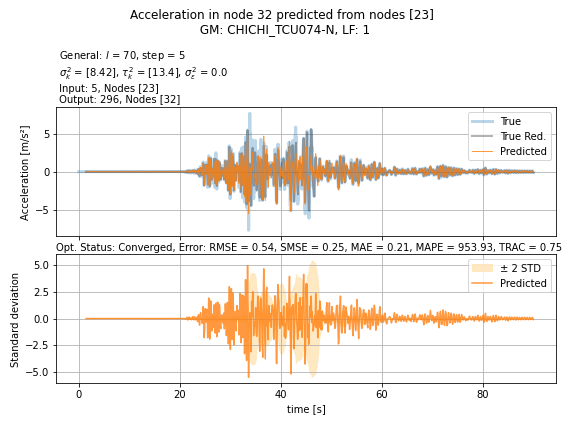 Acceleration in node 32 predicted from nodes [23]
GM: CHICHI_TCU074-N, LF: 1
General: l = 70, step = 5
σ²ₖ = [8.42], τ²ₖ = [13.4], σ²ε = 0.0
Input: 5, Nodes [23]
Output: 296, Nodes [32]
Acceleration [m/s²]
5
0
−5
True
True Red.
Predicted
Opt. Status: Converged, Error: RMSE = 0.54, SMSE = 0.25, MAE = 0.21, MAPE = 953.93, TRAC = 0.75
Standard deviation
5.0
2.5
0.0
−2.5
−5.0
± 2 STD
Predicted
0 20 40 60 80
time [s]